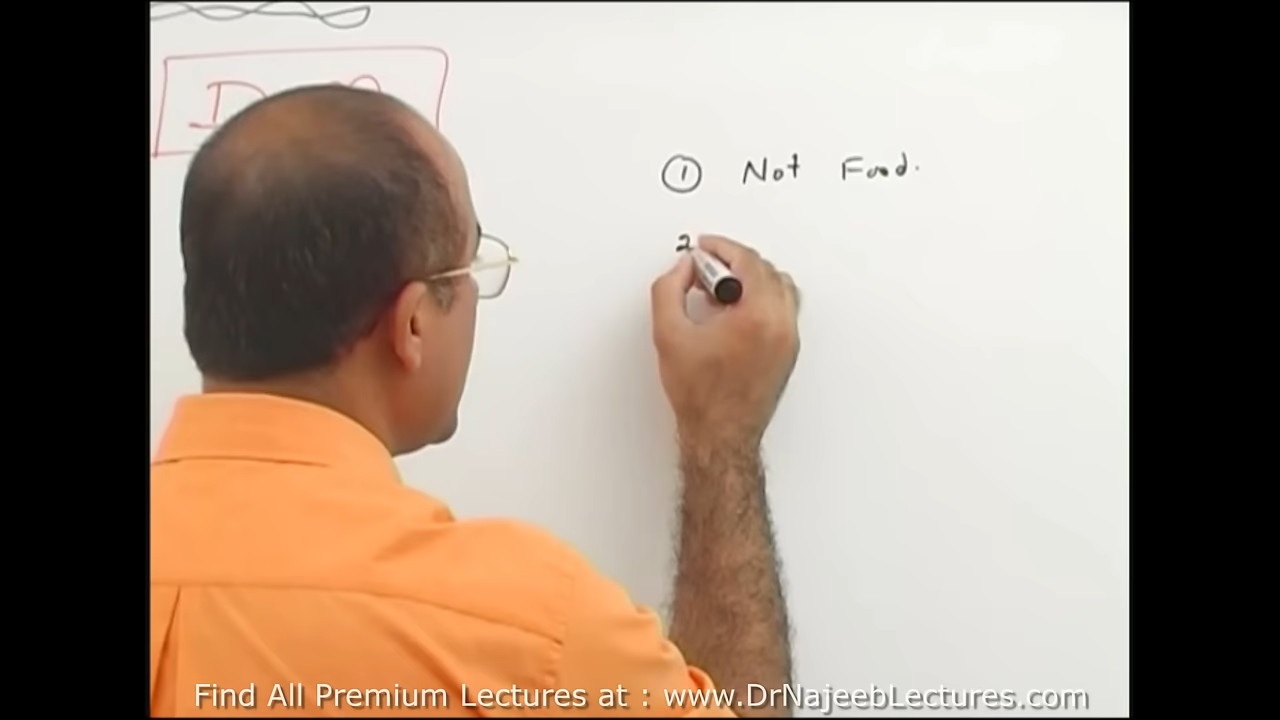 ① Not Food.
2
Find All Premium Lectures at : www.DrNajeebLectures.com